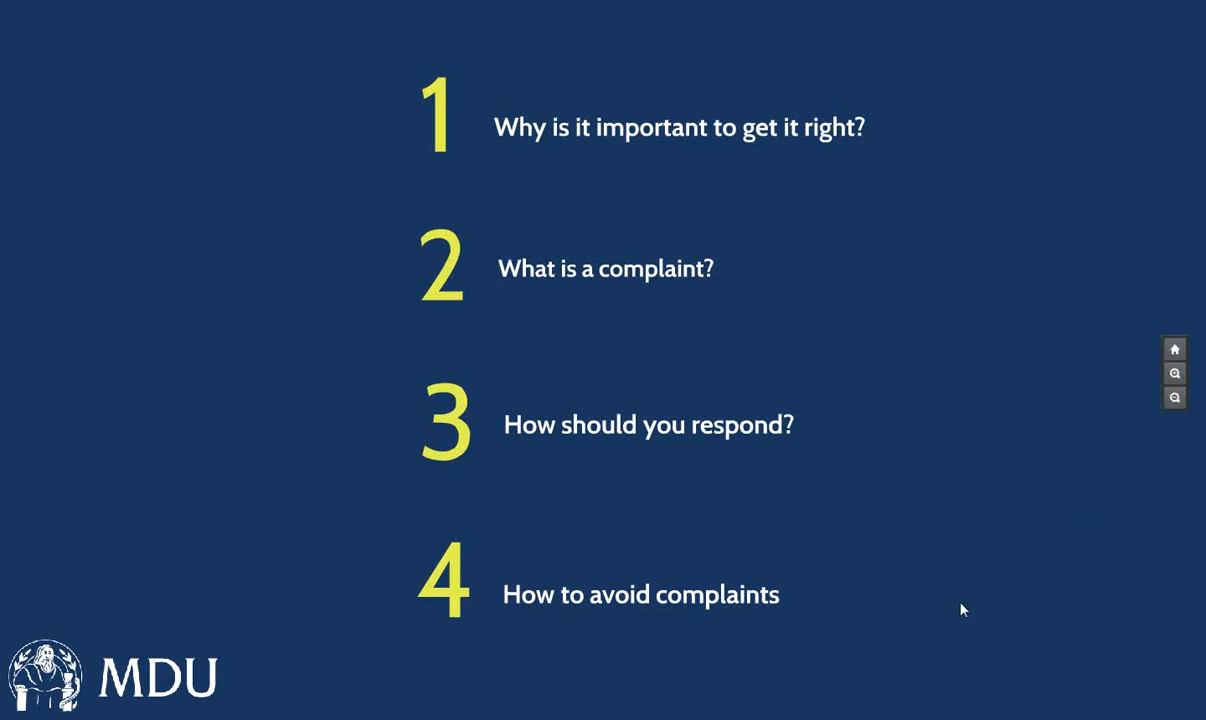 1 Why is it important to get it right?
2 What is a complaint?
3 How should you respond?
4 How to avoid complaints
MDU